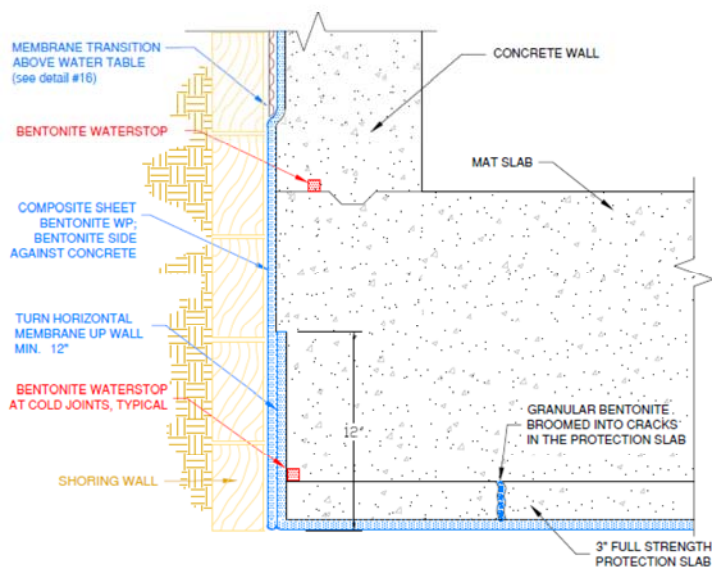 MEMBRANE TRANSITION
ABOVE WATER TABLE
(see detail #16)
BENTONITE WATERSTOP
COMPOSITE SHEET
BENTONITE WP;
BENTONITE SIDE
AGAINST CONCRETE
TURN HORIZONTAL
MEMBRANE UP WALL
MIN. 12"
BENTONITE WATERSTOP
AT COLD JOINTS, TYPICAL
SHORING WALL
CONCRETE WALL
MAT SLAB
12"
GRANULAR BENTONITE
BROOMED INTO CRACKS
IN THE PROTECTION SLAB
3" FULL STRENGTH
PROTECTION SLAB